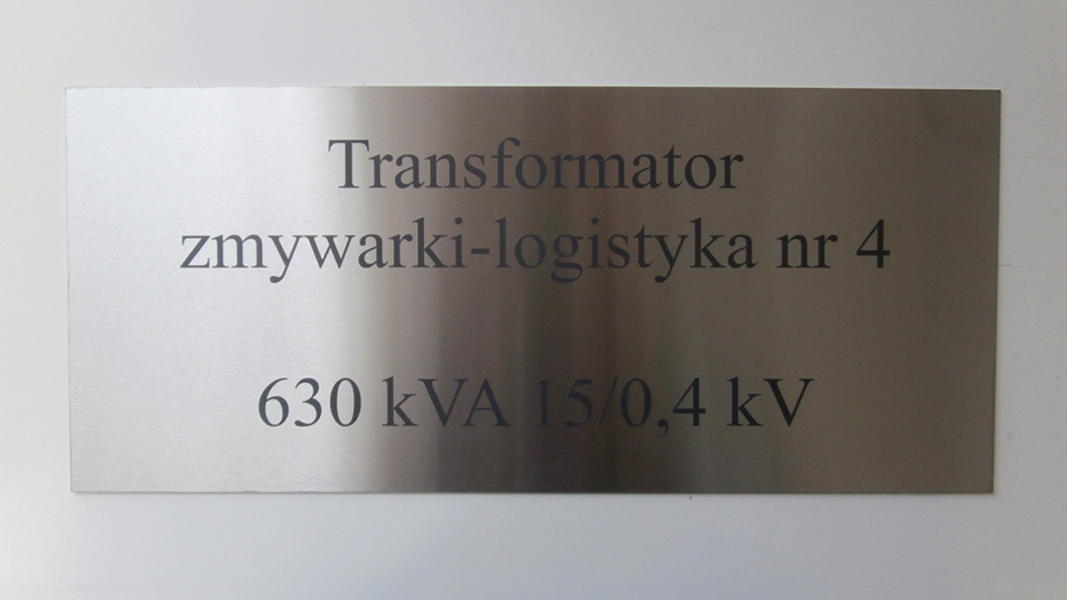 Transformator
zmywarki-logistyka nr 4
630 kVA 15/0,4 kV